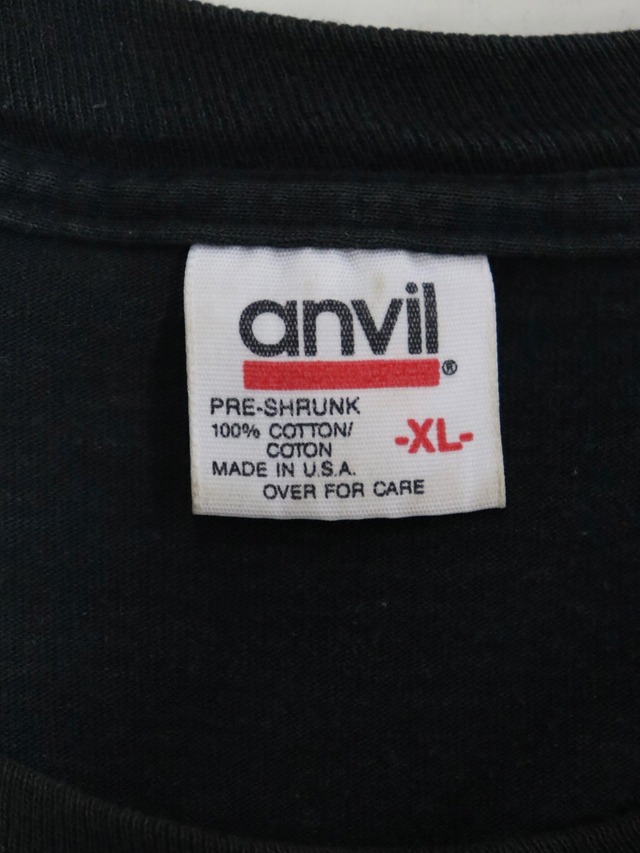 anvil®
PRE-SHRUNK
100% COTTON/
COTON
-XL-
MADE IN U.S.A.
OVER FOR CARE